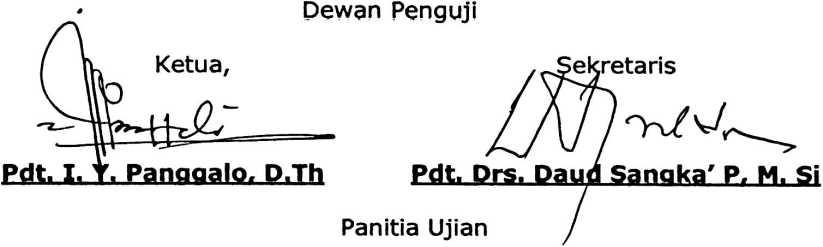 Dewan Penguji
Ketua,
Sekretaris
Pdt. I. Y. Panggalo, D.Th
Pdt. Drs. Daud Sangka' P, M. Si
Panitia Ujian